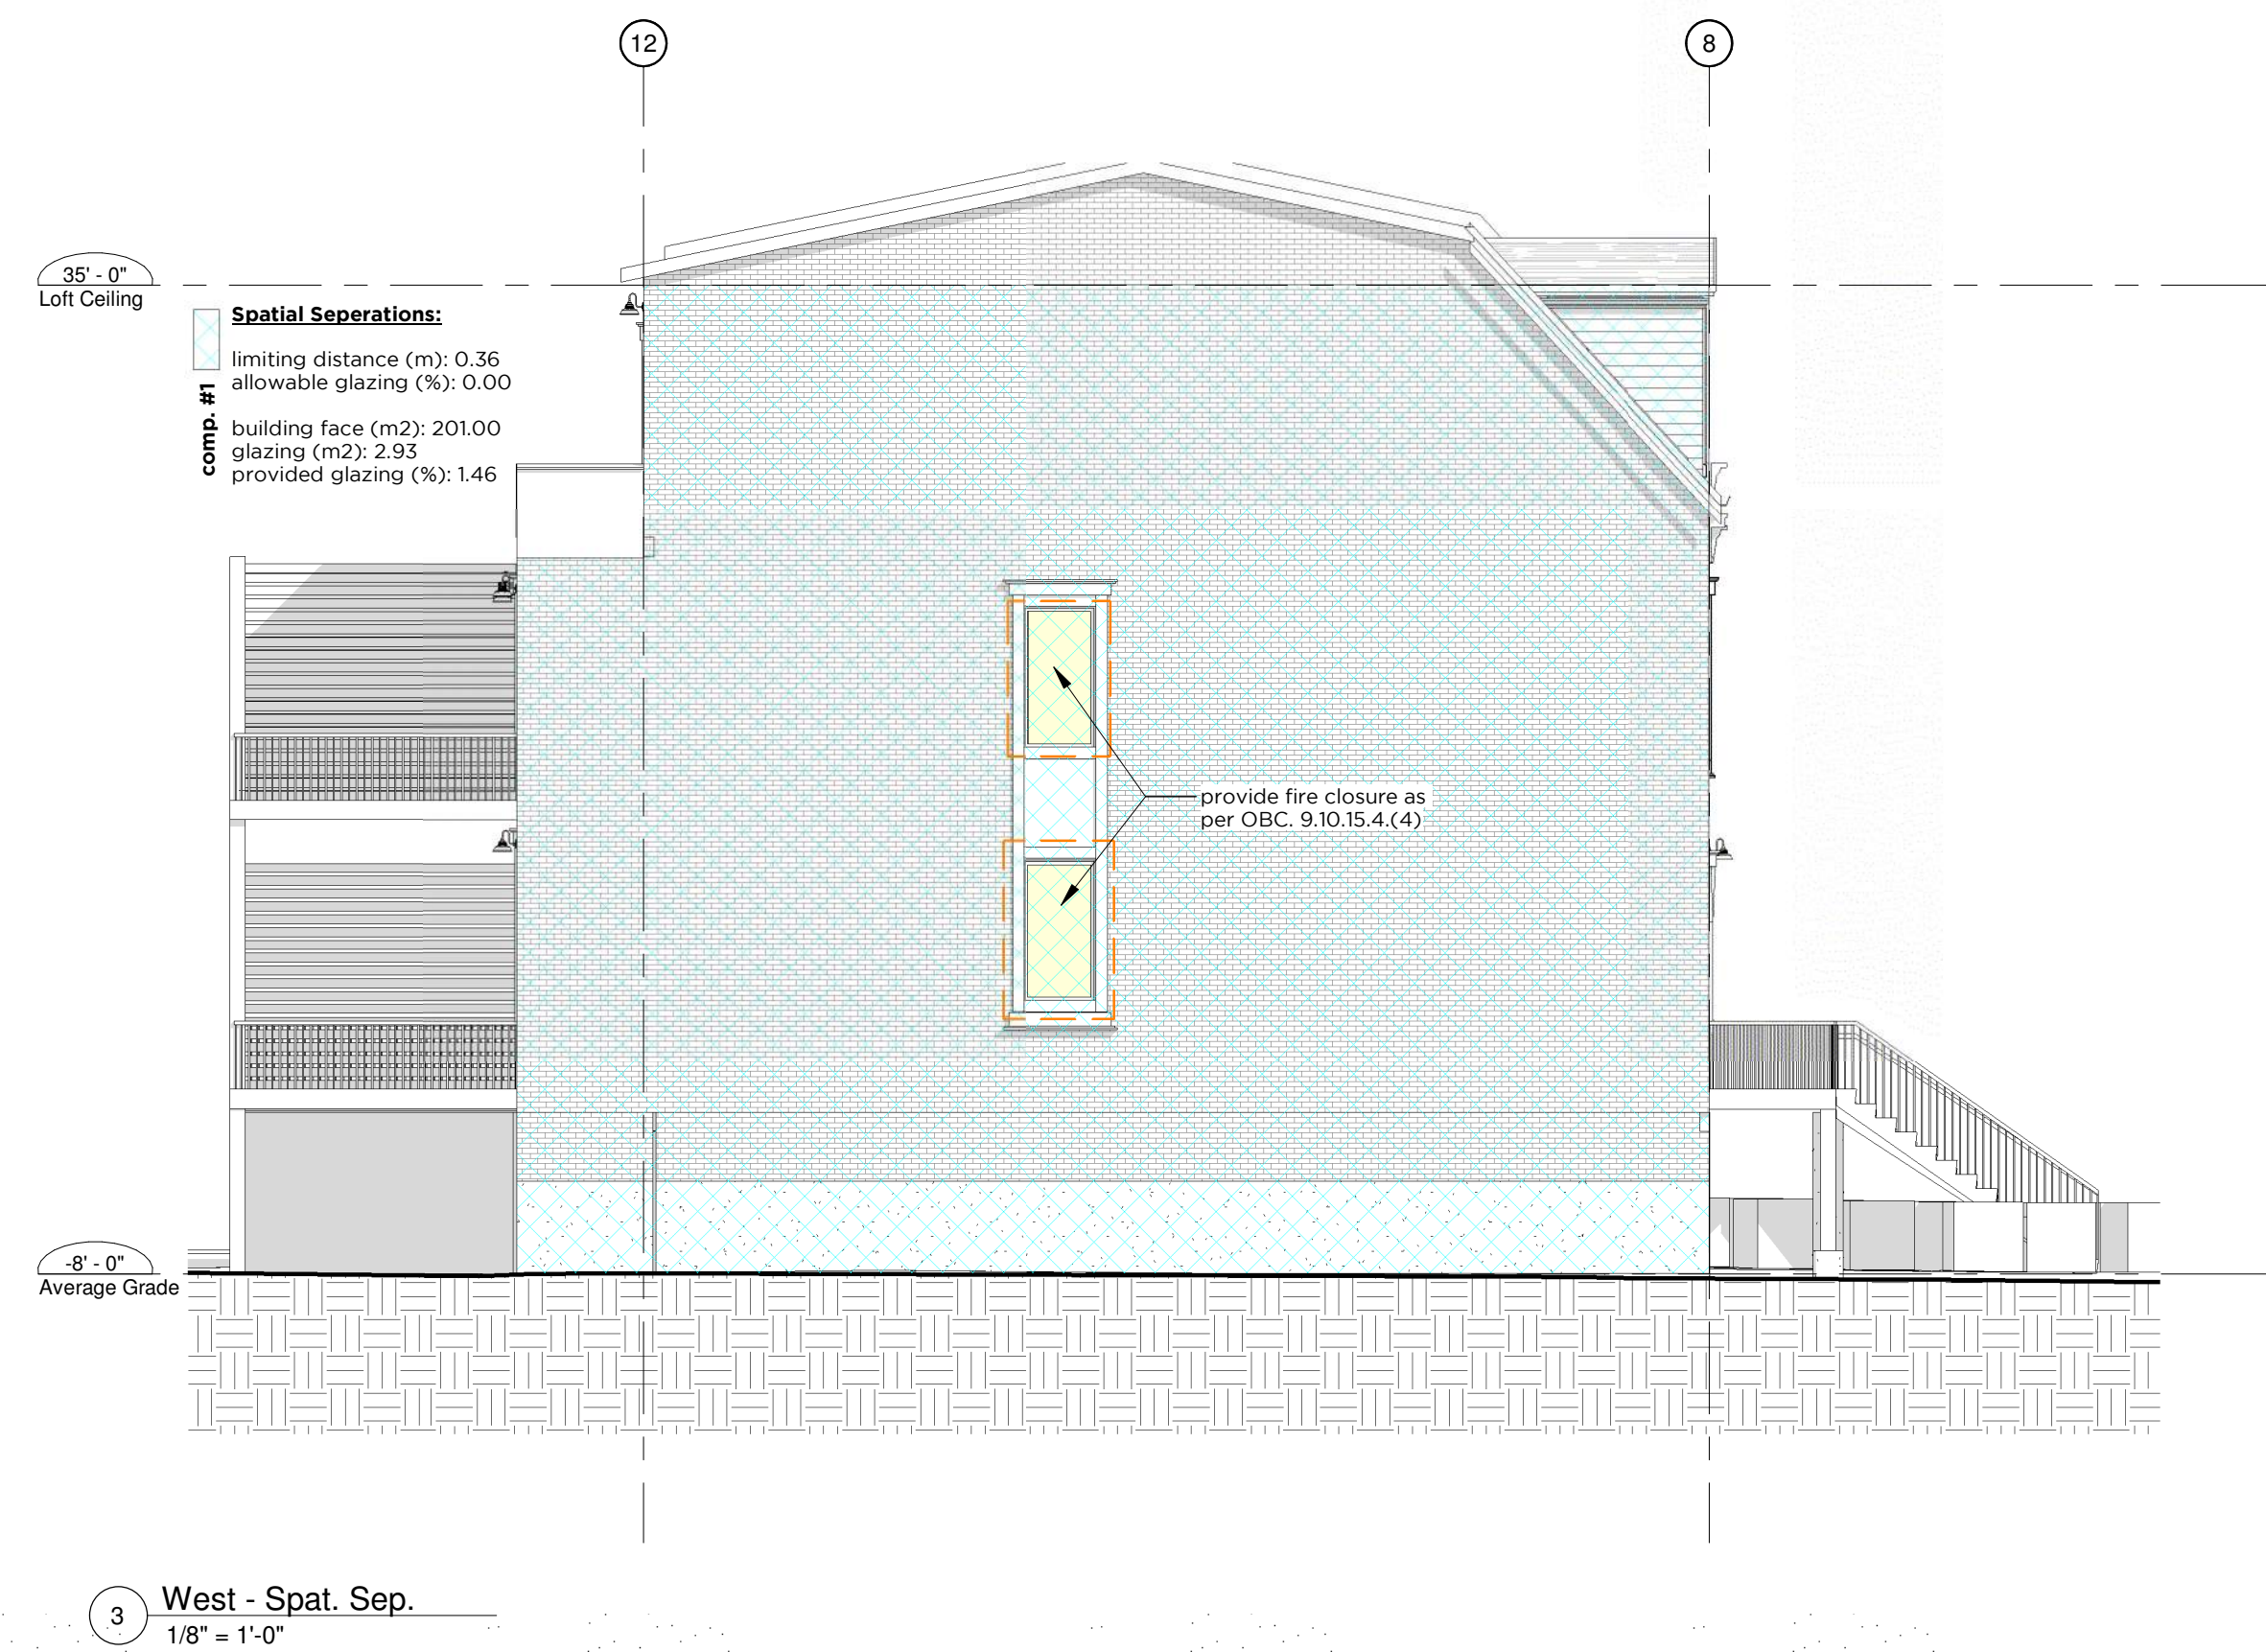 12
8
35' - 0"
Loft Ceiling
Spatial Seperations:
limiting distance (m): 0.36
allowable glazing (%): 0.00
comp. #1
building face (m2): 201.00
glazing (m2): 2.93
provided glazing (%): 1.46
provide fire closure as
per OBC. 9.10.15.4.(4)
-8' - 0"
Average Grade
3
West - Spat. Sep.
1/8" = 1'-0"